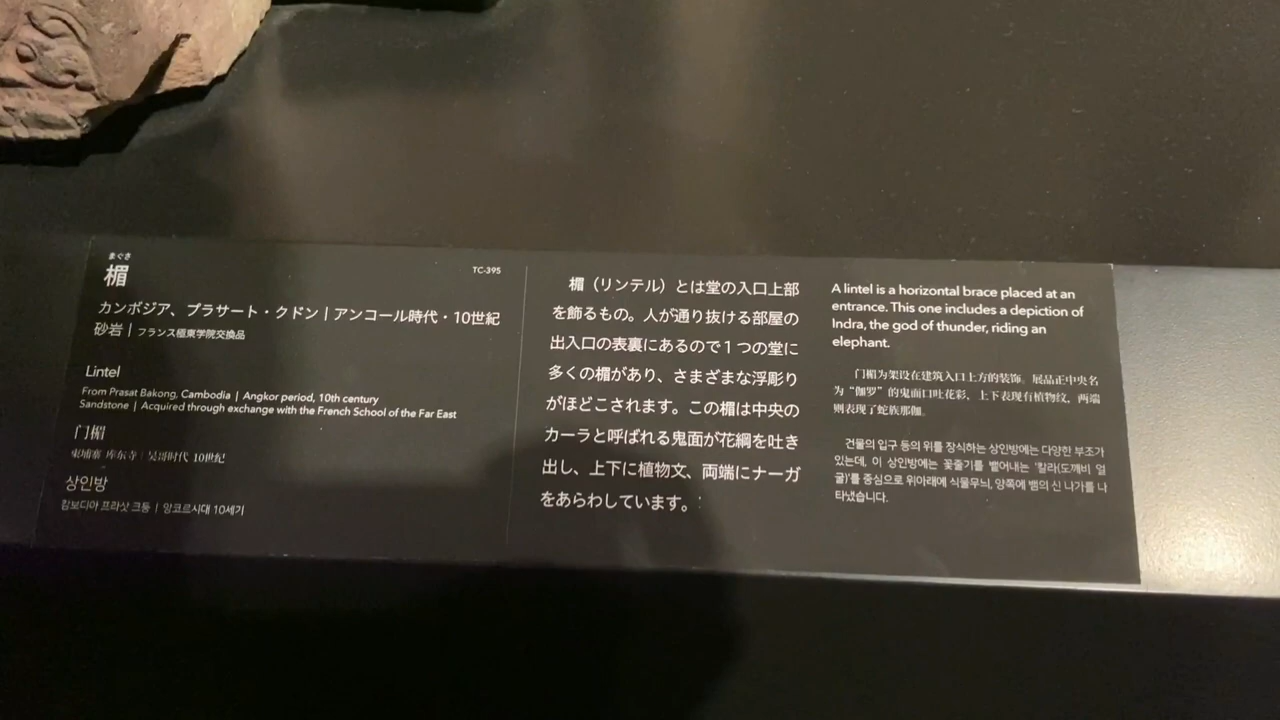 まぐさ
楣
TC-395
カンボジア、プラサート・クドン | アンコール時代・10世紀
砂岩 | フランス極東学院交換品
Lintel
From Prasat Bakong, Cambodia | Angkor period, 10th century
Sandstone | Acquired through exchange with the French School of the Far East
门楣
柬埔寨 库东寺 | 吴哥时代 10世纪
상인방
캄보디아 프라삿 크동 | 앙코르시대 10세기
楣（リンテル）とは堂の入口上部
を飾るもの。人が通り抜ける部屋の
出入口の表裏にあるので1つの堂に
多くの楣があり、さまざまな浮彫り
がほどこされます。この楣は中央の
カーラと呼ばれる鬼面が花綱を吐き
出し、上下に植物文、両端にナーガ
をあらわしています。
A lintel is a horizontal brace placed at an
entrance. This one includes a depiction of
Indra, the god of thunder, riding an
elephant.
门楣为架设在建筑入口上方的装饰。展品正中央名
为“伽罗”的鬼面口吐花彩，上下表现有植物纹，两端
则表现了蛇族那伽。
건물의 입구 등의 위를 장식하는 상인방에는 다양한 부조가
있는데, 이 상인방에는 꽃줄기를 뱉어내는 '칼라(도깨비 얼
굴)'를 중심으로 위아래에 식물무늬, 양쪽에 뱀의 신 나가를 나
타냈습니다.